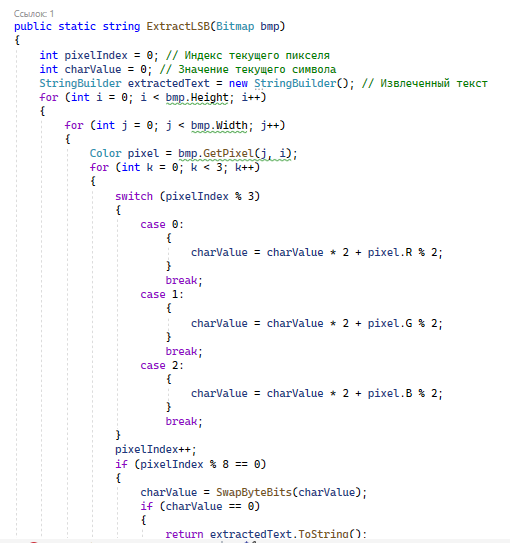 Ссылок: 1
public static string ExtractLSB(Bitmap bmp)
{
int pixelIndex = 0; // Индекс текущего пикселя
int charValue = 0; // Значение текущего символа
StringBuilder extractedText = new StringBuilder(); // Извлеченный текст
for (int i = 0; i < bmp.Height; i++)
{
for (int j = 0; j < bmp.Width; j++)
{
Color pixel = bmp.GetPixel(j, i);
for (int k = 0; k < 3; k++)
{
switch (pixelIndex % 3)
{
case 0:
{
charValue = charValue * 2 + pixel.R % 2;
}
break;
case 1:
{
charValue = charValue * 2 + pixel.G % 2;
}
break;
case 2:
{
charValue = charValue * 2 + pixel.B % 2;
}
break;
}
pixelIndex++;
if (pixelIndex % 8 == 0)
{
charValue = SwapByteBits(charValue);
if (charValue == 0)
{
return extractedText.ToString();